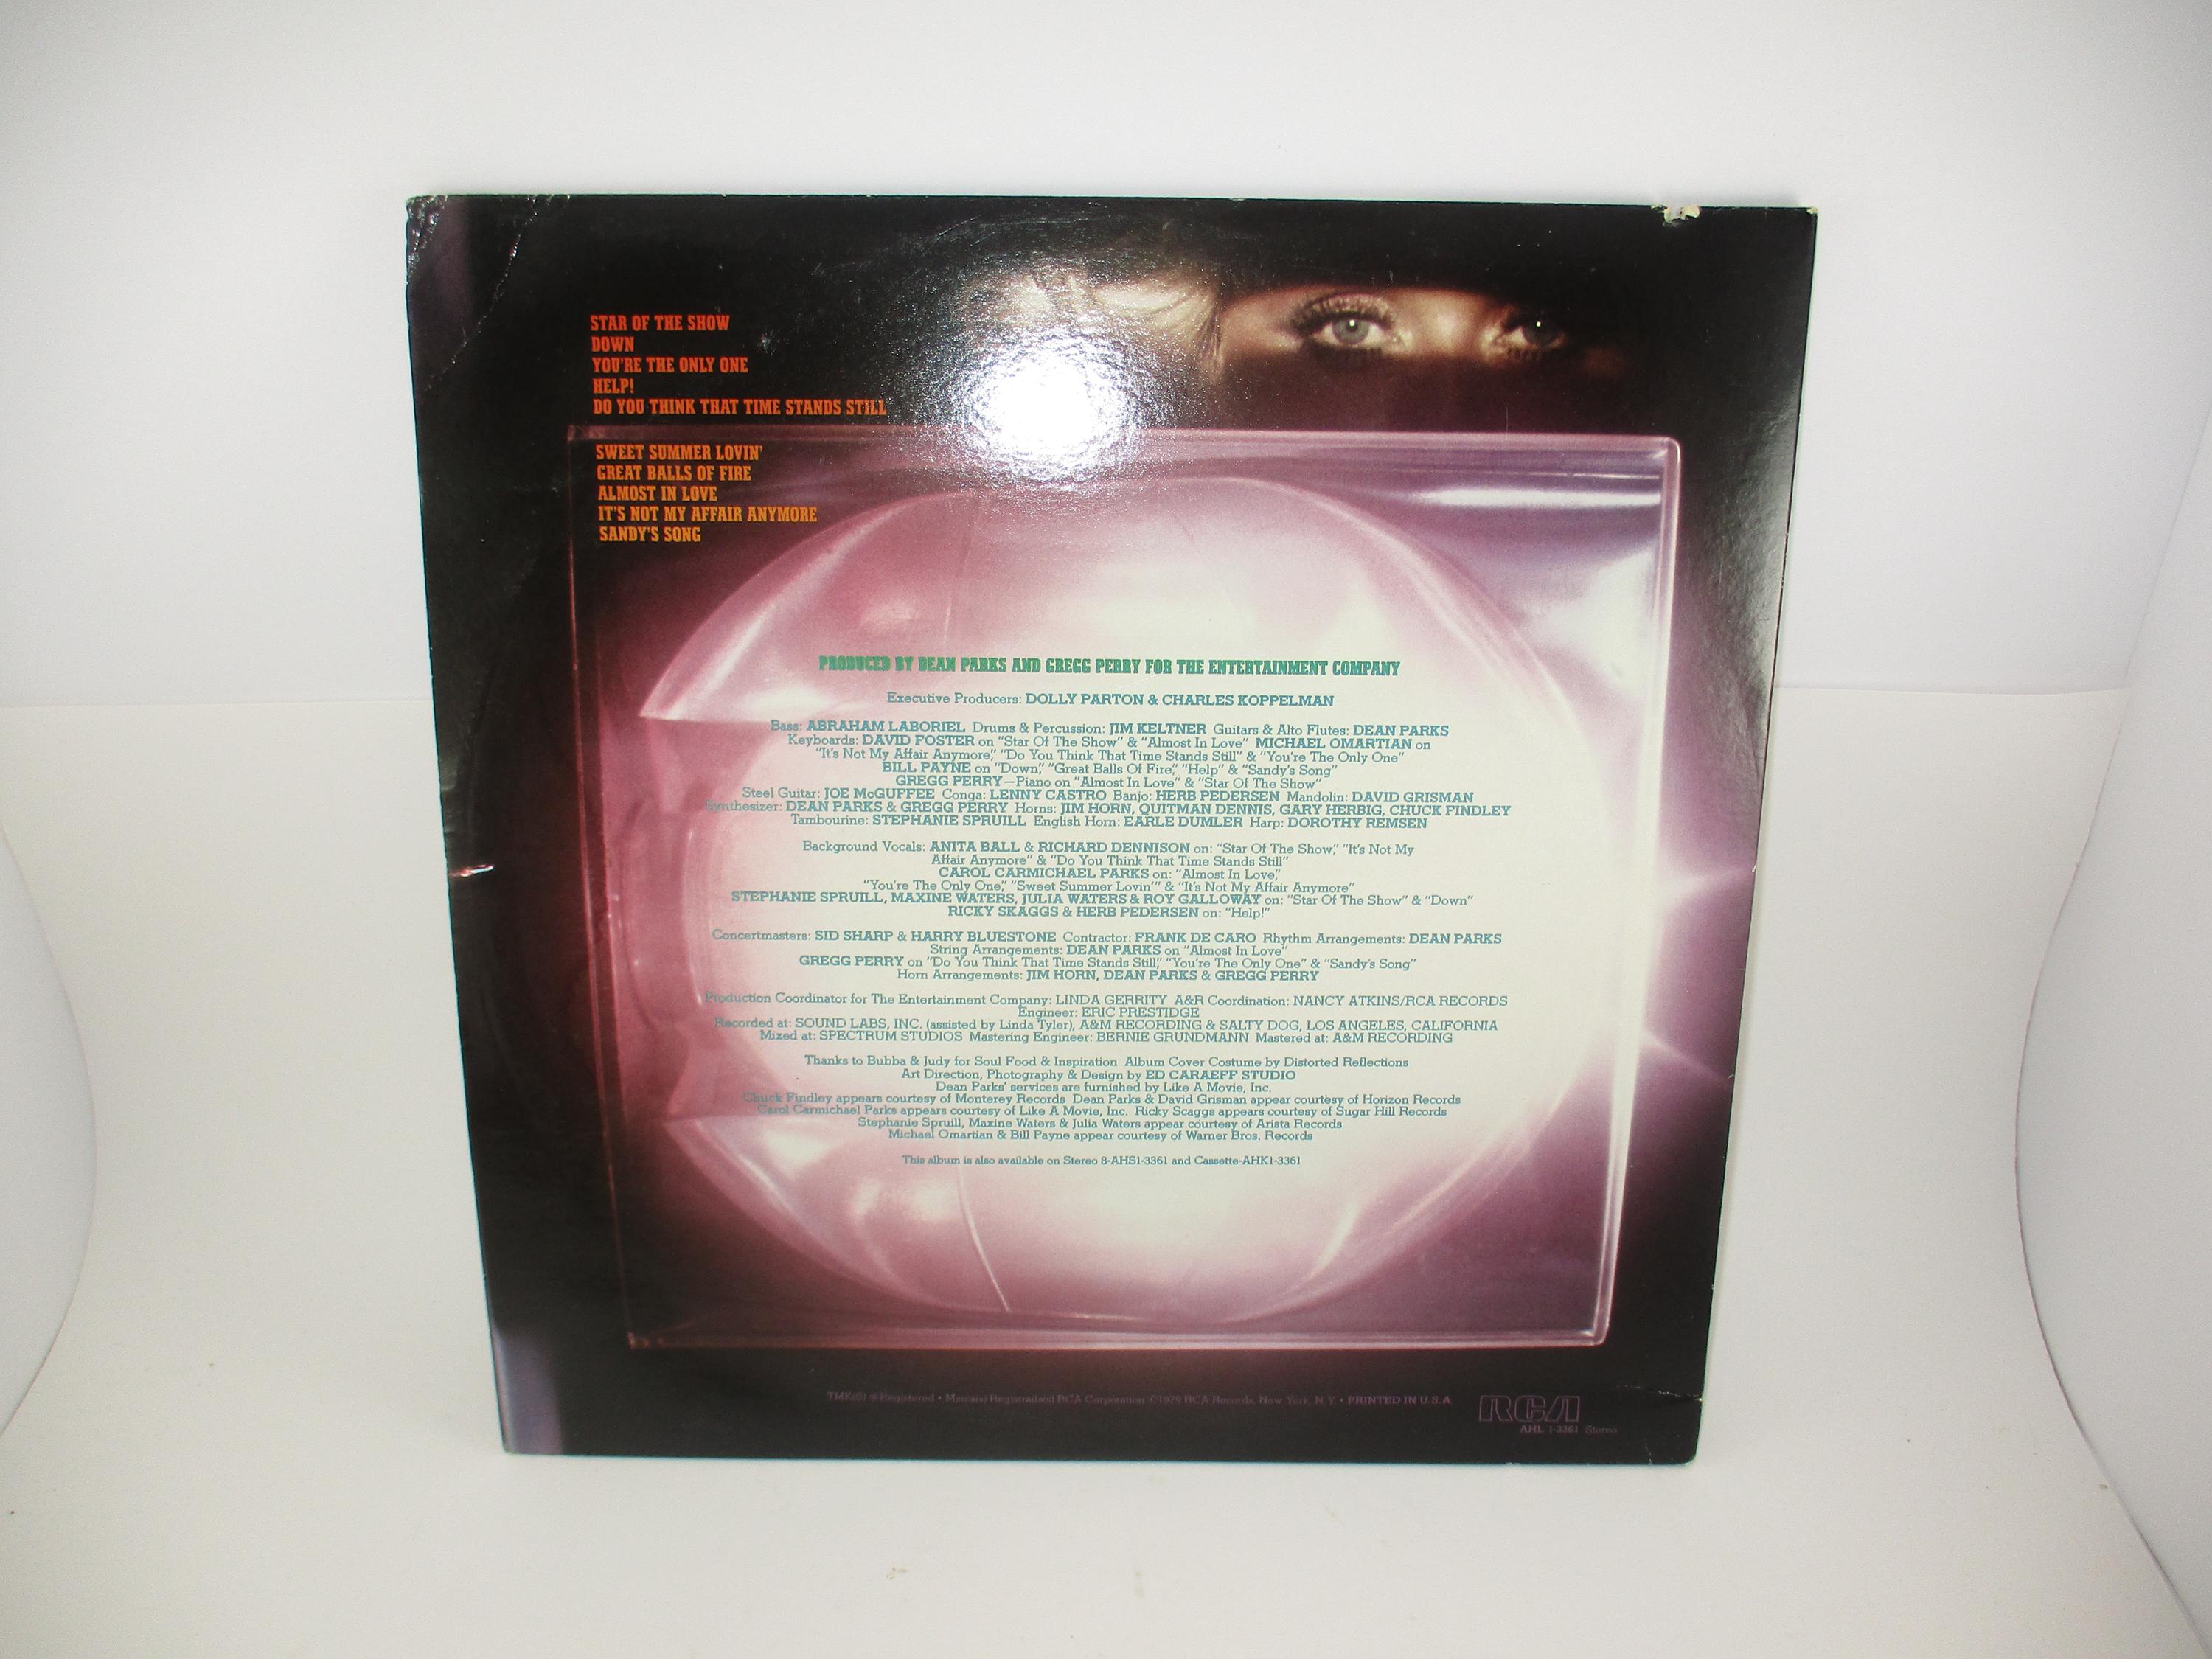 STAR OF THE SHOW
DOWN
YOU'RE THE ONLY ONE
HELP!
DO YOU THINK THAT TIME STANDS STILL
SWEET SUMMER LOVIN'
GREAT BALLS OF FIRE
ALMOST IN LOVE
IT'S NOT MY AFFAIR ANYMORE
SANDY'S SONG
PRODUCED BY DEAN PARKS AND GREGG PERRY FOR THE ENTERTAINMENT COMPANY
Executive Producers: DOLLY PARTON & CHARLES KOPPELMAN
Bass: ABRAHAM LABORIEL Drums & Percussion: JIM KELTNER Guitars & Alto Flutes: DEAN PARKS
Keyboards: DAVID FOSTER on "Star Of The Show" & "Almost In Love" MICHAEL OMARTIAN on
"It's Not My Affair Anymore," "Do You Think That Time Stands Still" & "You're The Only One"
BILL PAYNE on "Down," "Great Balls Of Fire," "Help" & "Sandy's Song"
GREGG PERRY—Piano on "Almost In Love" & "Star Of The Show"
Steel Guitar: JOE McGUFFEE Conga: LENNY CASTRO Banjo: HERB PEDERSEN Mandolin: DAVID GRISMAN
Synthesizer: DEAN PARKS & GREGG PERRY Horns: JIM HORN, QUITMAN DENNIS, GARY HERBIG, CHUCK FINDLEY
Tambourine: STEPHANIE SPRUILL English Horn: EARLE DUMLER Harp: DOROTHY REMSEN
Background Vocals: ANITA BALL & RICHARD DENNISON on: "Star Of The Show," "It's Not My
Affair Anymore" & "Do You Think That Time Stands Still"
CAROL CARMICHAEL PARKS on: "Almost In Love,"
"You're The Only One," "Sweet Summer Lovin'" & "It's Not My Affair Anymore"
STEPHANIE SPRUILL, MAXINE WATERS, JULIA WATERS & ROY GALLOWAY on: "Star Of The Show" & "Down"
RICKY SKAGGS & HERB PEDERSEN on: "Help!"
Concertmasters: SID SHARP & HARRY BLUESTONE Contractor: FRANK DE CARO Rhythm Arrangements: DEAN PARKS
String Arrangements: DEAN PARKS on "Almost In Love"
GREGG PERRY on "Do You Think That Time Stands Still," "You're The Only One" & "Sandy's Song"
Horn Arrangements: JIM HORN, DEAN PARKS & GREGG PERRY
Production Coordinator for The Entertainment Company: LINDA GERRITY A&R Coordination: NANCY ATKINS/RCA RECORDS
Engineer: ERIC PRESTIDGE
Recorded at: SOUND LABS, INC. (assisted by Linda Tyler), A&M RECORDING & SALTY DOG, LOS ANGELES, CALIFORNIA
Mixed at: SPECTRUM STUDIOS Mastering Engineer: BERNIE GRUNDMANN Mastered at: A&M RECORDING
Thanks to Bubba & Judy for Soul Food & Inspiration Album Cover Costume by Distorted Reflections
Art Direction, Photography & Design by ED CARAEFF STUDIO
Dean Parks' services are furnished by Like A Movie, Inc.
Chuck Findley appears courtesy of Monterey Records Dean Parks & David Grisman appear courtesy of Horizon Records
Carol Carmichael Parks appears courtesy of Like A Movie, Inc. Ricky Scaggs appears courtesy of Sugar Hill Records
Stephanie Spruill, Maxine Waters & Julia Waters appear courtesy of Arista Records
Michael Omartian & Bill Payne appear courtesy of Warner Bros. Records
This album is also available on Stereo 8-AHS1-3361 and Cassette-AHK1-3361
TMK(S) ® Registered • Marca(s) Registrada(s) RCA Corporation ©1979 RCA Records, New York, N.Y. • PRINTED IN U.S.A.
RCA
AHL 1-3361 Stereo